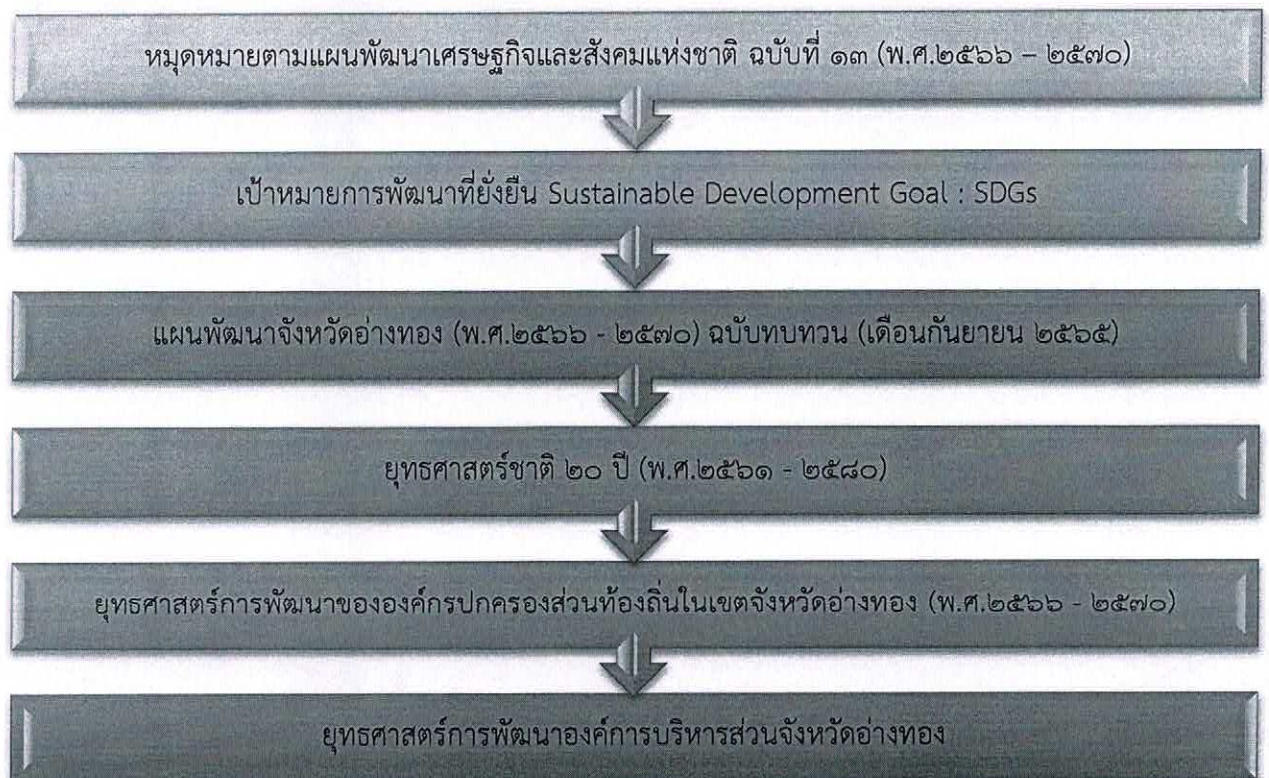 หมุดหมายตามแผนพัฒนาเศรษฐกิจและสังคมแห่งชาติ ฉบับที่ ๑๓ (พ.ศ.๒๕๖๖ – ๒๕๗๐)
เป้าหมายการพัฒนาที่ยั่งยืน Sustainable Development Goal : SDGs
แผนพัฒนาจังหวัดอ่างทอง (พ.ศ.๒๕๖๖ - ๒๕๗๐) ฉบับทบทวน (เดือนกันยายน ๒๕๖๕)
ยุทธศาสตร์ชาติ ๒๐ ปี (พ.ศ.๒๕๖๑ - ๒๕๘๐)
ยุทธศาสตร์การพัฒนาขององค์กรปกครองส่วนท้องถิ่นในเขตจังหวัดอ่างทอง (พ.ศ.๒๕๖๖ - ๒๕๗๐)
ยุทธศาสตร์การพัฒนาองค์การบริหารส่วนจังหวัดอ่างทอง